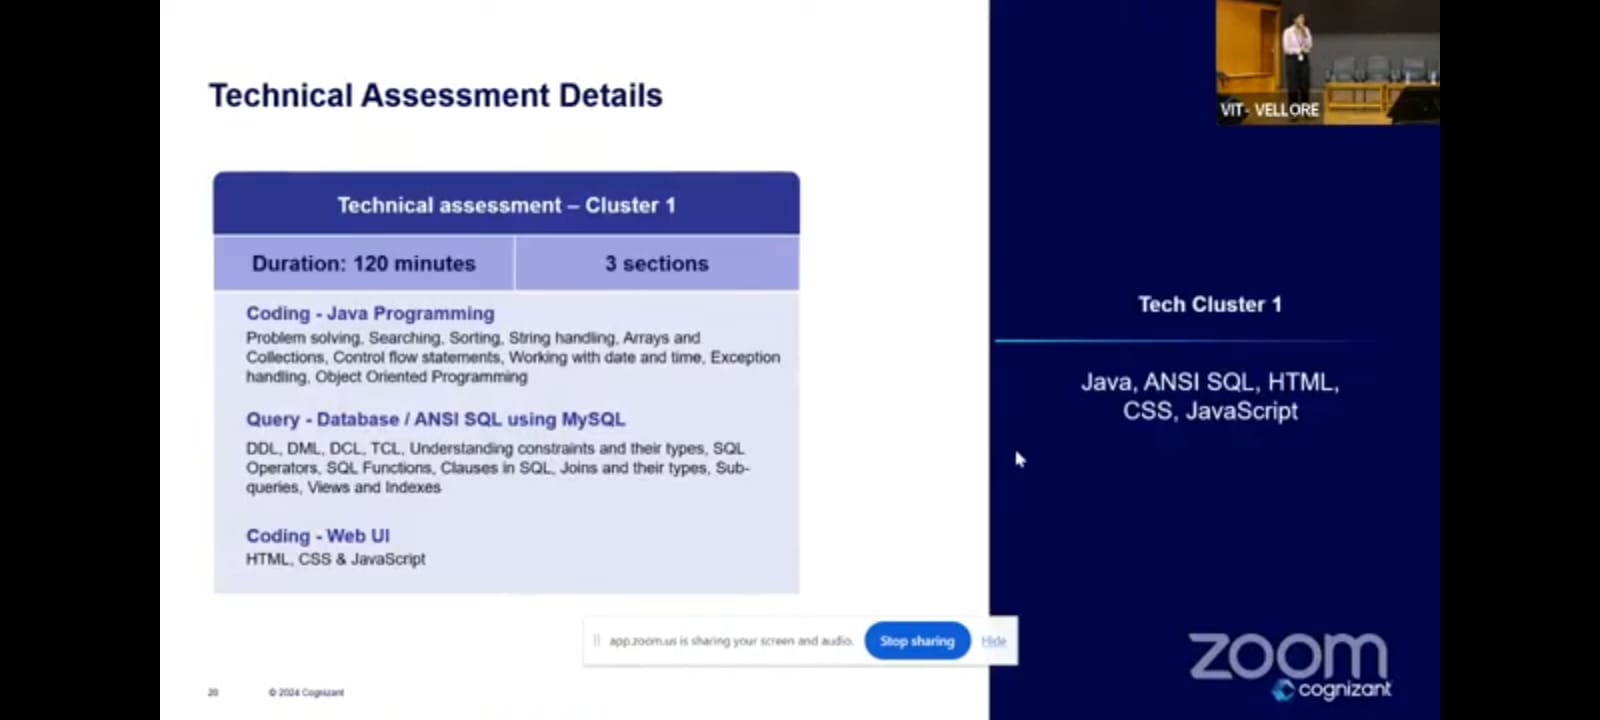 Technical Assessment Details
VIT- VELLORE
Technical assessment – Cluster 1
Duration: 120 minutes
3 sections
Coding - Java Programming
Problem solving, Searching, Sorting, String handling, Arrays and
Collections, Control flow statements, Working with date and time, Exception
handling, Object Oriented Programming
Query - Database / ANSI SQL using MySQL
DDL, DML, DCL, TCL, Understanding constraints and their types, SQL
Operators, SQL Functions, Clauses in SQL, Joins and their types, Sub-
queries, Views and Indexes
Coding - Web UI
HTML, CSS & JavaScript
Tech Cluster 1
Java, ANSI SQL, HTML,
CSS, JavaScript
app.zoom.us is sharing your screen and audio.
Stop sharing
Hide
20
© 2024 Cognizant
zoom
cognizant